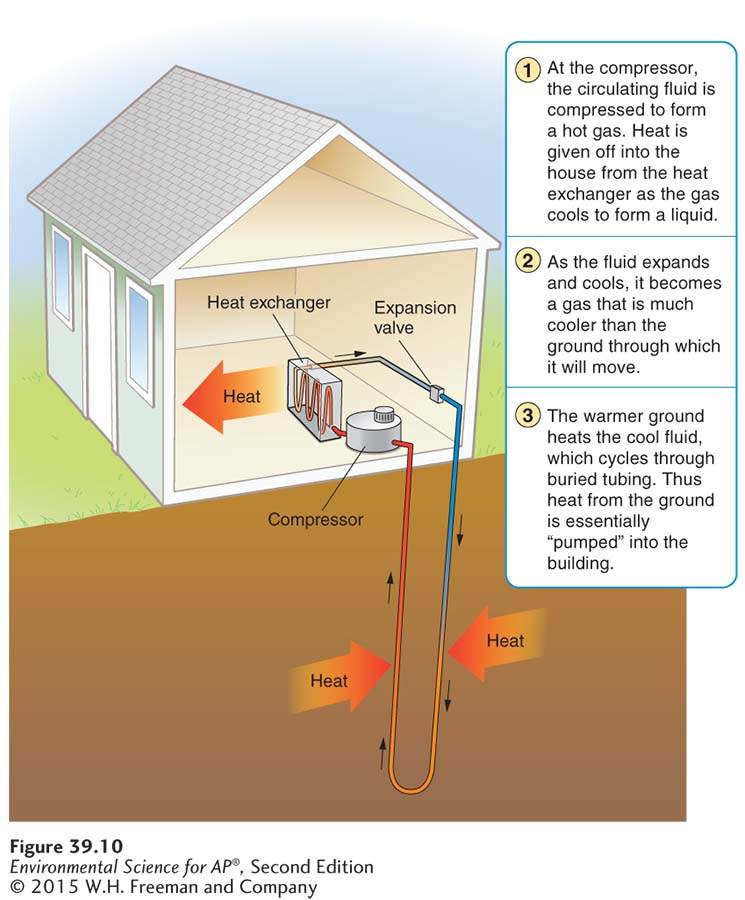 1 At the compressor,
the circulating fluid is
compressed to form
a hot gas. Heat is
given off into the
house from the heat
exchanger as the gas
cools to form a liquid.
2 As the fluid expands
and cools, it becomes
a gas that is much
cooler than the
ground through which
it will move.
3 The warmer ground
heats the cool fluid,
which cycles through
buried tubing. Thus
heat from the ground
is essentially
“pumped” into the
building.
Heat exchanger
Expansion
valve
Heat
Compressor
Heat
Heat
Figure 39.10
Environmental Science for AP®, Second Edition
© 2015 W.H. Freeman and Company